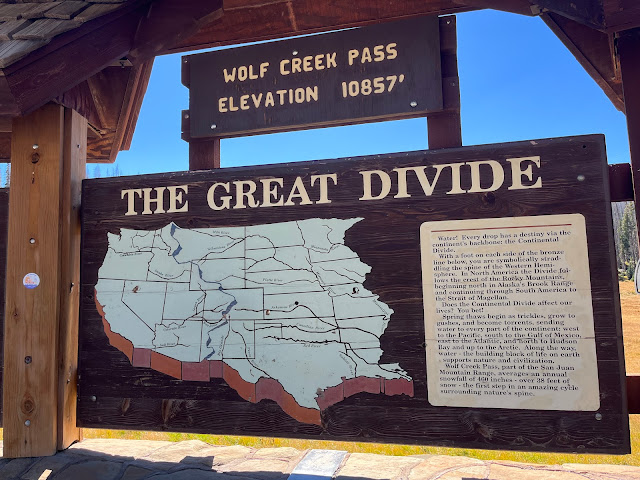 WOLF CREEK PASS
ELEVATION 10857'
THE GREAT DIVIDE
Water! Every drop has a destiny via the
continent's backbone: the Continental
Divide.
With a foot on each side of the bronze
line below, you are symbolically strad-
dling the spine of the Western Hemi-
sphere. In North America the Divide fol-
lows the crest of the Rocky Mountains,
beginning north in Alaska's Brook Range
and continuing through South America to
the Strait of Magellan.
Does the Continental Divide affect our
lives? You bet!
Spring thaws begin as trickles, grow to
gushes, and become torrents, sending
water to every part of the continent: west
to the Pacific, south to the Gulf of Mexico,
east to the Atlantic, and north to Hudson
Bay and up to the Arctic. Along the way,
water - the building block of life on earth
- supports nature and civilization.
Wolf Creek Pass, part of the San Juan
Mountain Range, averages an annual
snowfall of 460 inches - over 38 feet of
snow - the first step in an amazing cycle
surrounding nature's spine.